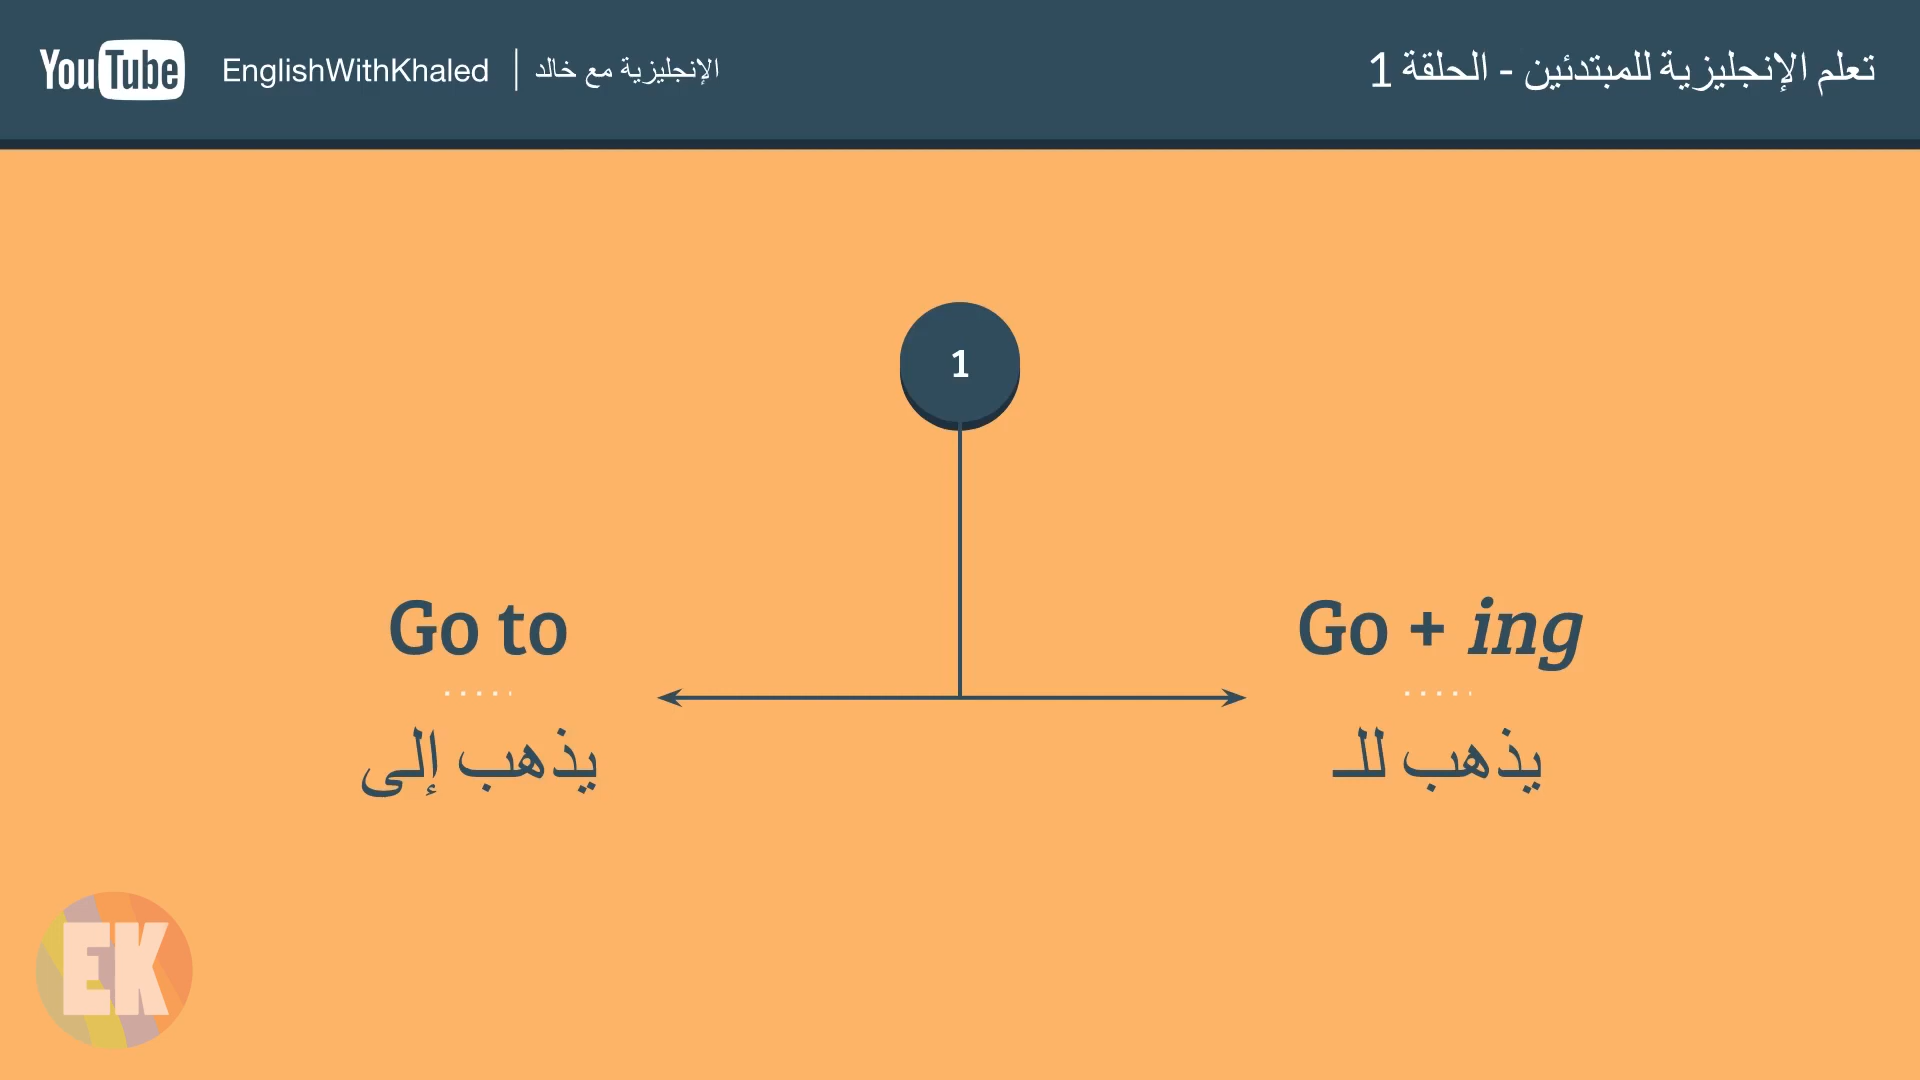 YouTube EnglishWithKhaled | الإنجليزية مع خالد
تعلم الإنجليزية للمبتدئين - الحلقة 1
1
Go to
يذهب إلى
Go + ing
يذهب للـ
EK